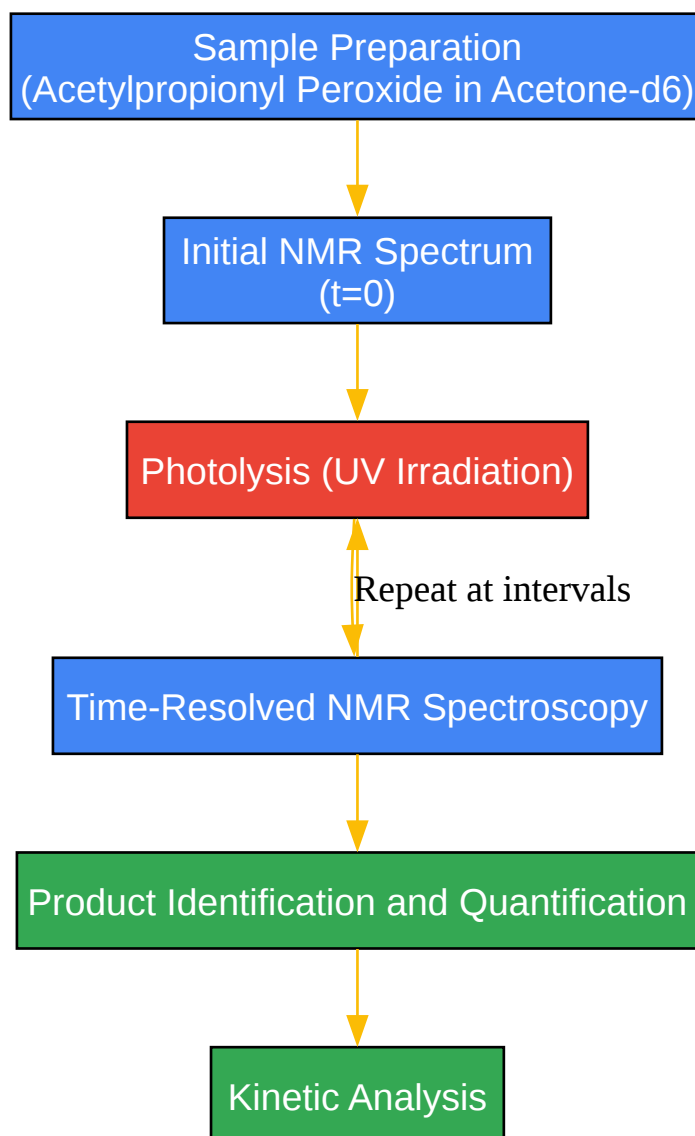 Sample Preparation
(Acetylpropionyl Peroxide in Acetone-d6)
Initial NMR Spectrum
(t=0)
Photolysis (UV Irradiation)
Repeat at intervals
Time-Resolved NMR Spectroscopy
Product Identification and Quantification
Kinetic Analysis